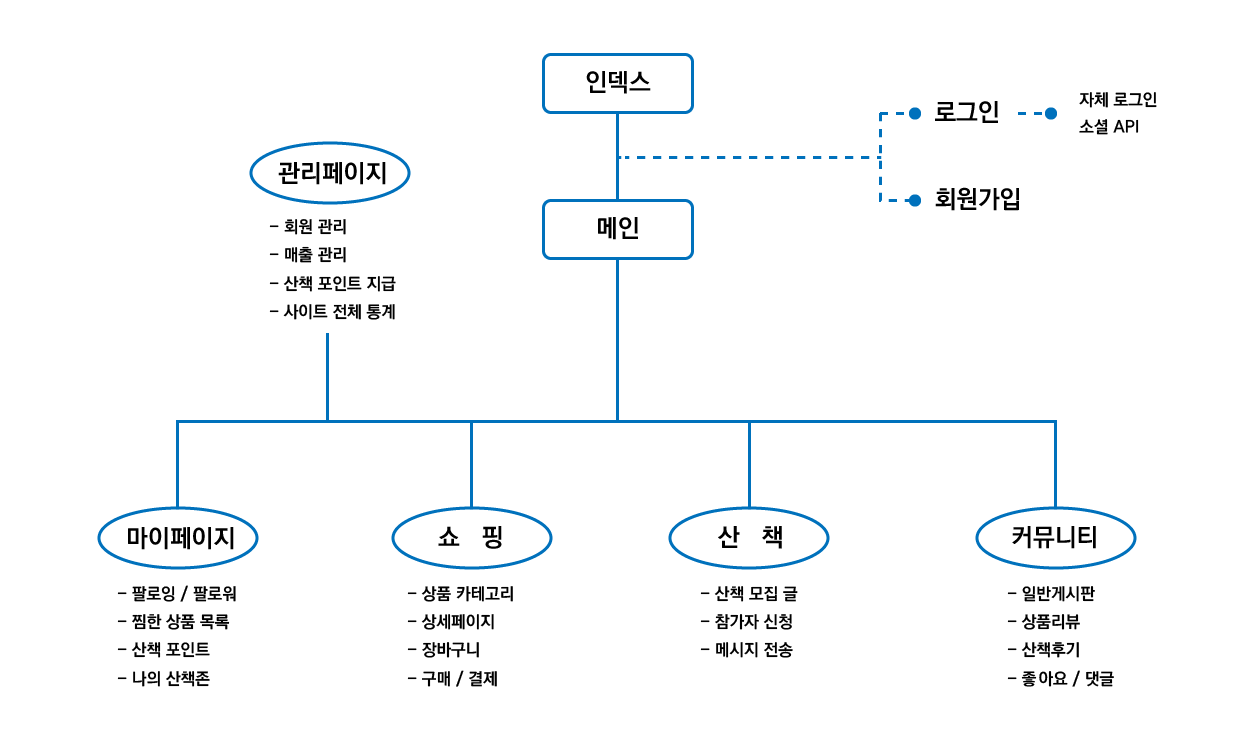 인덱스
로그인
자체 로그인
소셜 API
회원가입
관리페이지
- 회원 관리
- 매출 관리
- 산책 포인트 지급
- 사이트 전체 통계
메인
마이페이지
- 팔로잉 / 팔로워
- 찜한 상품 목록
- 산책 포인트
- 나의 산책존
쇼 핑
- 상품 카테고리
- 상세페이지
- 장바구니
- 구매 / 결제
산 책
- 산책 모집 글
- 참가자 신청
- 메시지 전송
커뮤니티
- 일반게시판
- 상품리뷰
- 산책후기
- 좋아요 / 댓글